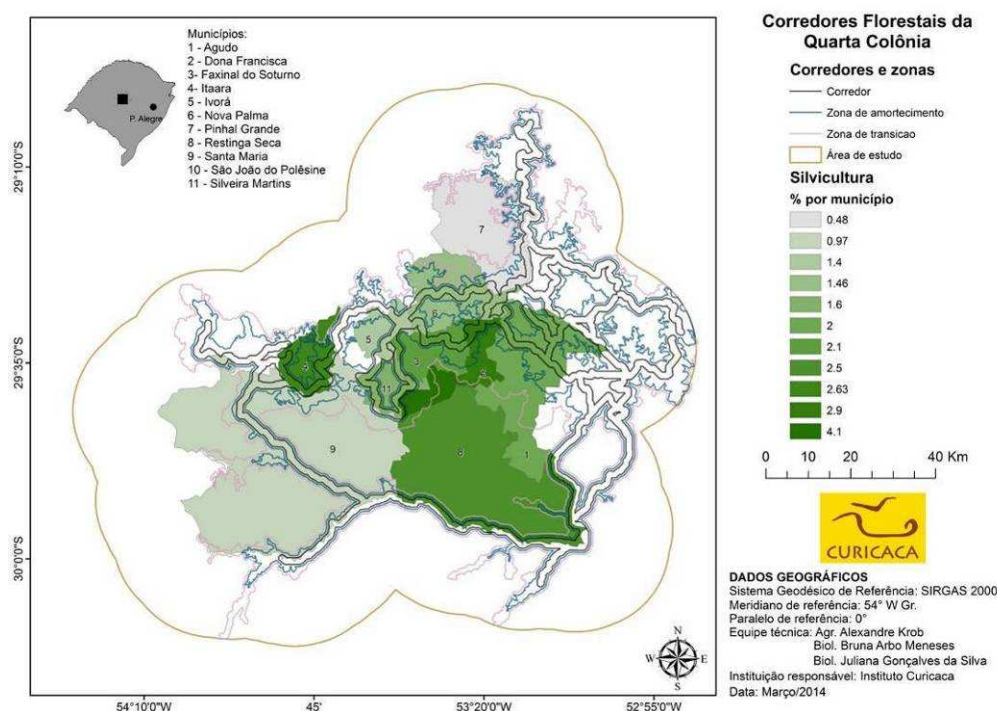 Municípios:
1 - Agudo
2 - Dona Francisca
3- Faxinal do Soturno
4- Itaara
5 - Ivorá
6 - Nova Palma
7 - Pinhal Grande
8 - Restinga Seca
9 - Santa Maria
10 - São João do Polêsine
11 - Silveira Martins
P. Alegre
29°10'0"S
29°35'0"S
30°0'0"S
7
5
6
4
3
2
11
9
8
1
N
W E
S
54°10'0"W
45'
53°20'0"W
52°55'0"W
Corredores Florestais da
Quarta Colônia
Corredores e zonas
Corredor
Zona de amortecimento
Zona de transicao
Área de estudo
Silvicultura
% por município
0.48
0.97
1.4
1.46
1.6
2
2.1
2.5
2.63
2.9
4.1
0 10 20 40 Km
CURICACA
DADOS GEOGRÁFICOS
Sistema Geodésico de Referência: SIRGAS 2000
Meridiano de referência: 54° W Gr.
Paralelo de referência: 0°
Equipe técnica: Agr. Alexandre Krob
Biol. Bruna Arbo Meneses
Biol. Juliana Gonçalves da Silva
Instituição responsável: Instituto Curicaca
Data: Março/2014